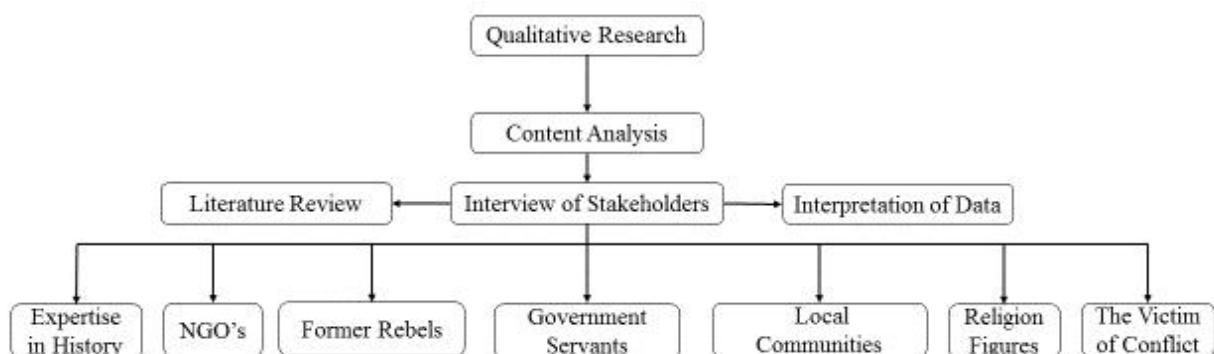 Qualitative Research
Content Analysis
Literature Review
Interview of Stakeholders
Interpretation of Data
Expertise
in History
NGO's
Former Rebels
Government
Servants
Local
Communities
Religion
Figures
The Victim
of Conflict